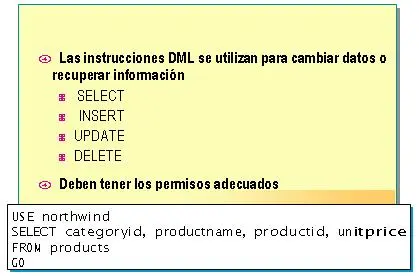 Las instrucciones DML se utilizan para cambiar datos o
recuperar información
SELECT
INSERT
UPDATE
DELETE
Deben tener los permisos adecuados
USE northwind
SELECT categoryid, productname, productid, unitprice
FROM products
GO